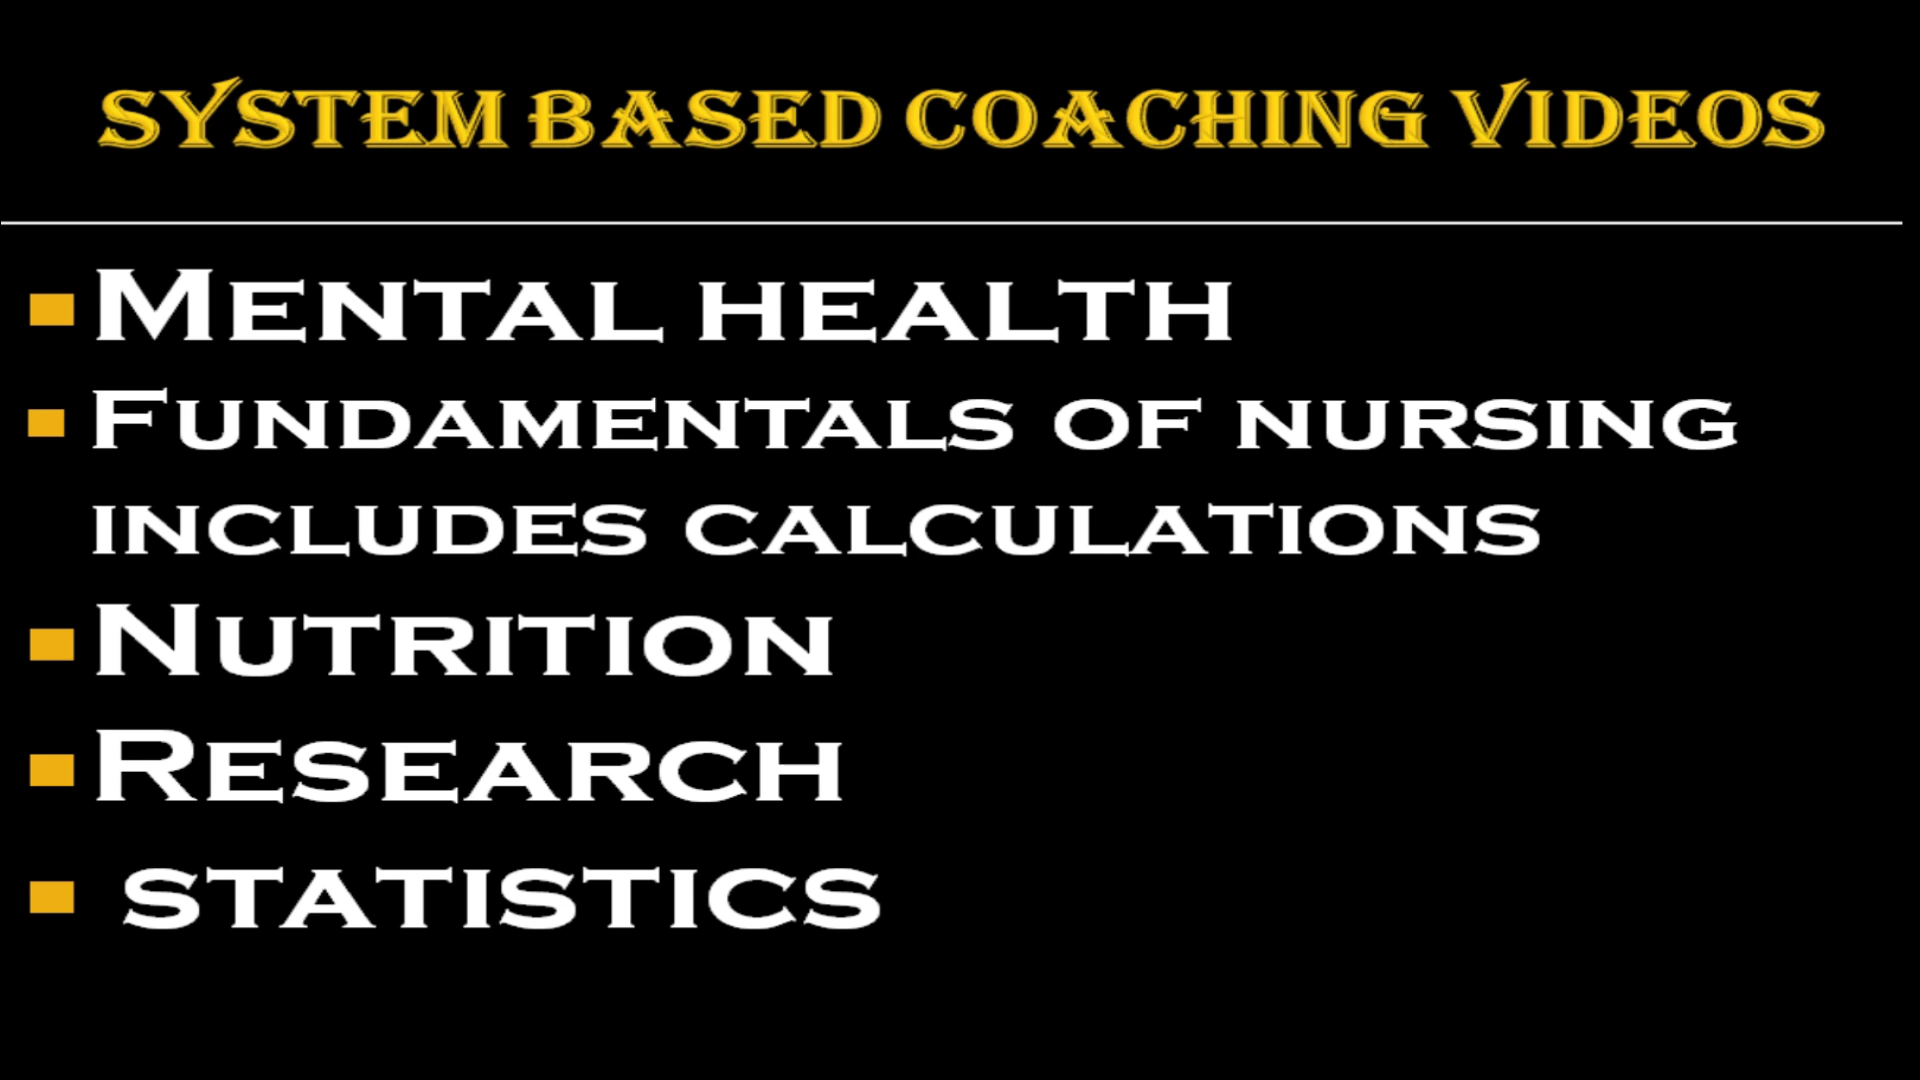 SYSTEM BASED COACHING VIDEOS
MENTAL HEALTH
FUNDAMENTALS OF NURSING
INCLUDES CALCULATIONS
NUTRITION
RESEARCH
STATISTICS